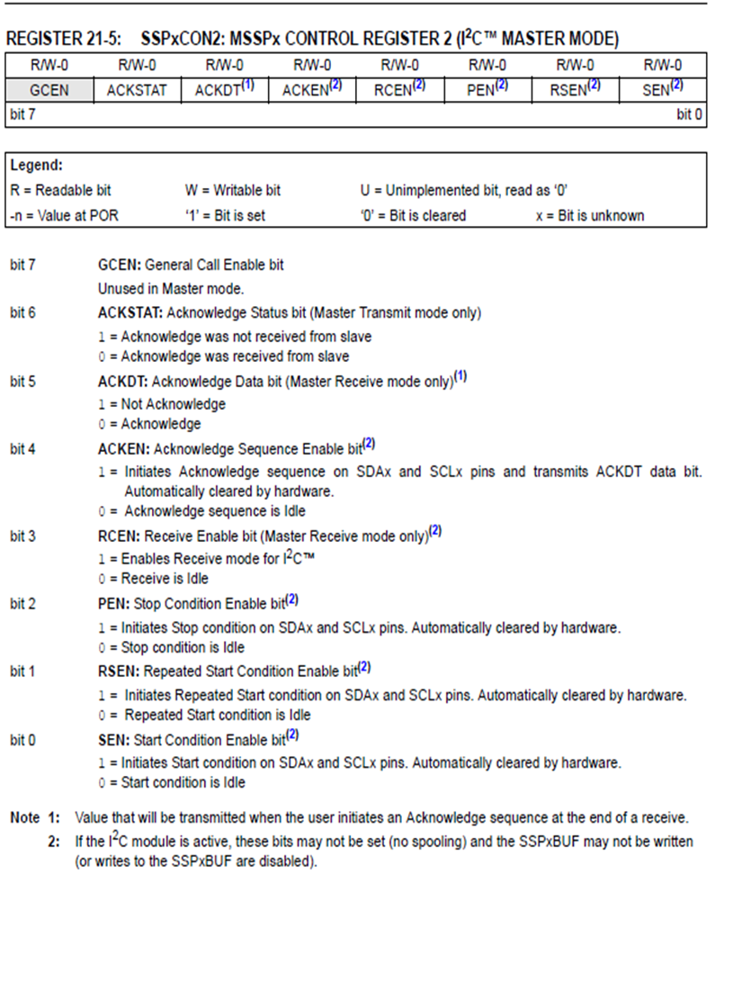 REGISTER 21-5: SSPxCON2: MSSPx CONTROL REGISTER 2 (I²C™ MASTER MODE)
R/W-0 R/W-0 R/W-0 R/W-0 R/W-0 R/W-0 R/W-0 R/W-0
GCEN ACKSTAT ACKDT(1) ACKEN(2) RCEN(2) PEN(2) RSEN(2) SEN(2)
bit 7 bit 0
Legend:
R = Readable bit W = Writable bit U = Unimplemented bit, read as ‘0’
-n = Value at POR ‘1’ = Bit is set ‘0’ = Bit is cleared x = Bit is unknown
bit 7 GCEN: General Call Enable bit
Unused in Master mode.
bit 6 ACKSTAT: Acknowledge Status bit (Master Transmit mode only)
1 = Acknowledge was not received from slave
0 = Acknowledge was received from slave
bit 5 ACKDT: Acknowledge Data bit (Master Receive mode only)(1)
1 = Not Acknowledge
0 = Acknowledge
bit 4 ACKEN: Acknowledge Sequence Enable bit(2)
1 = Initiates Acknowledge sequence on SDAx and SCLx pins and transmits ACKDT data bit.
Automatically cleared by hardware.
0 = Acknowledge sequence is Idle
bit 3 RCEN: Receive Enable bit (Master Receive mode only)(2)
1 = Enables Receive mode for I²C™
0 = Receive is Idle
bit 2 PEN: Stop Condition Enable bit(2)
1 = Initiates Stop condition on SDAx and SCLx pins. Automatically cleared by hardware.
0 = Stop condition is Idle
bit 1 RSEN: Repeated Start Condition Enable bit(2)
1 = Initiates Repeated Start condition on SDAx and SCLx pins. Automatically cleared by hardware.
0 = Repeated Start condition is Idle
bit 0 SEN: Start Condition Enable bit(2)
1 = Initiates Start condition on SDAx and SCLx pins. Automatically cleared by hardware.
0 = Start condition is Idle
Note 1: Value that will be transmitted when the user initiates an Acknowledge sequence at the end of a receive.
2: If the I²C module is active, these bits may not be set (no spooling) and the SSPxBUF may not be written
(or writes to the SSPxBUF are disabled).